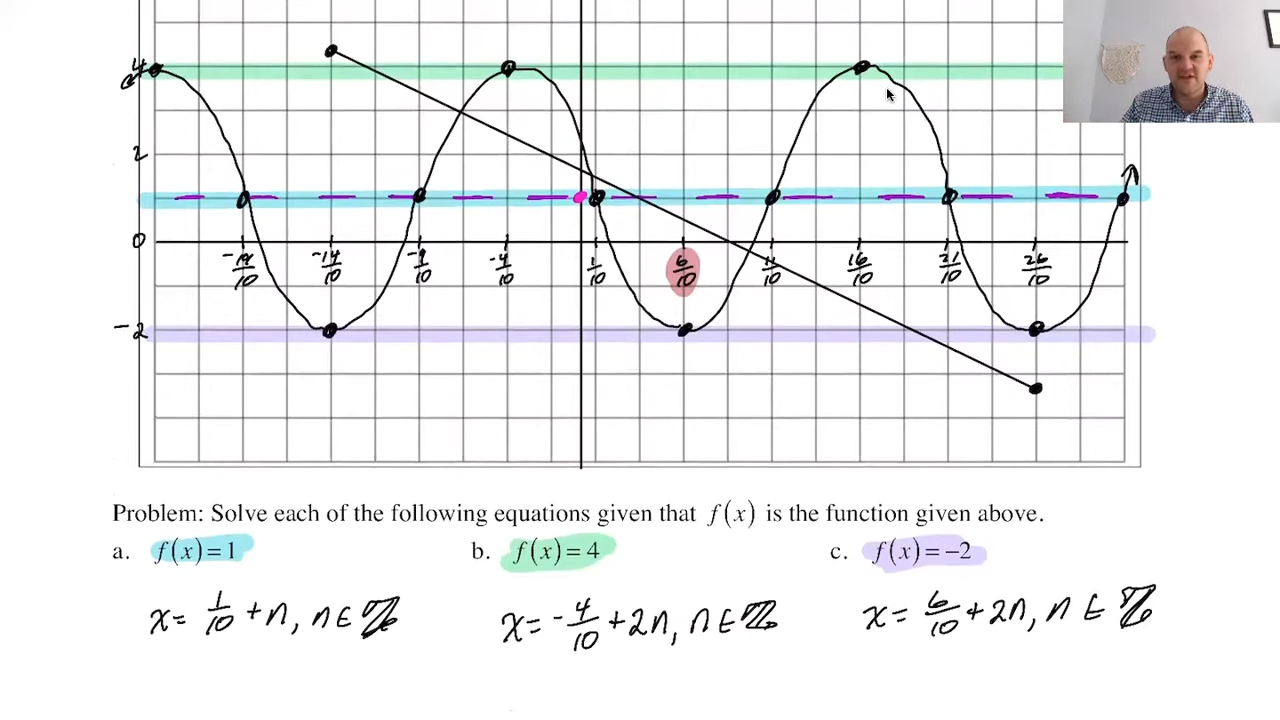 4
2
0
-19/10 -14/10 -9/10 -4/10 1/10 6/10 11/10 16/10 21/10 26/10
-2
Problem: Solve each of the following equations given that f(x) is the function given above.
a. f(x)=1 b. f(x)=4 c. f(x)=−2
x= 1/10 +n, n∈ℤ x= -4/10 +2n, n∈ℤ x= 6/10 +2n, n∈ℤ